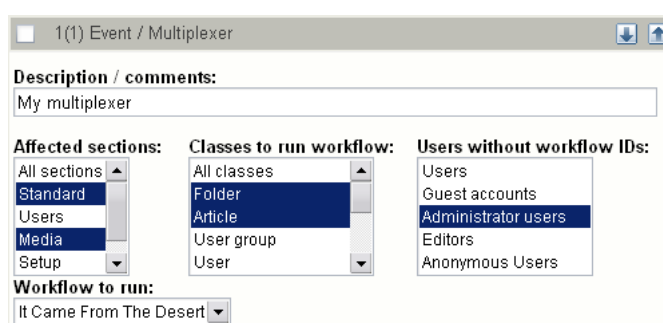 1(1) Event / Multiplexer
Description / comments:
My multiplexer
Affected sections: Classes to run workflow: Users without workflow IDs:
All sections All classes Users
Standard Folder Guest accounts
Users Article Administrator users
Media User group Editors
Setup User Anonymous Users
Workflow to run:
It Came From The Desert